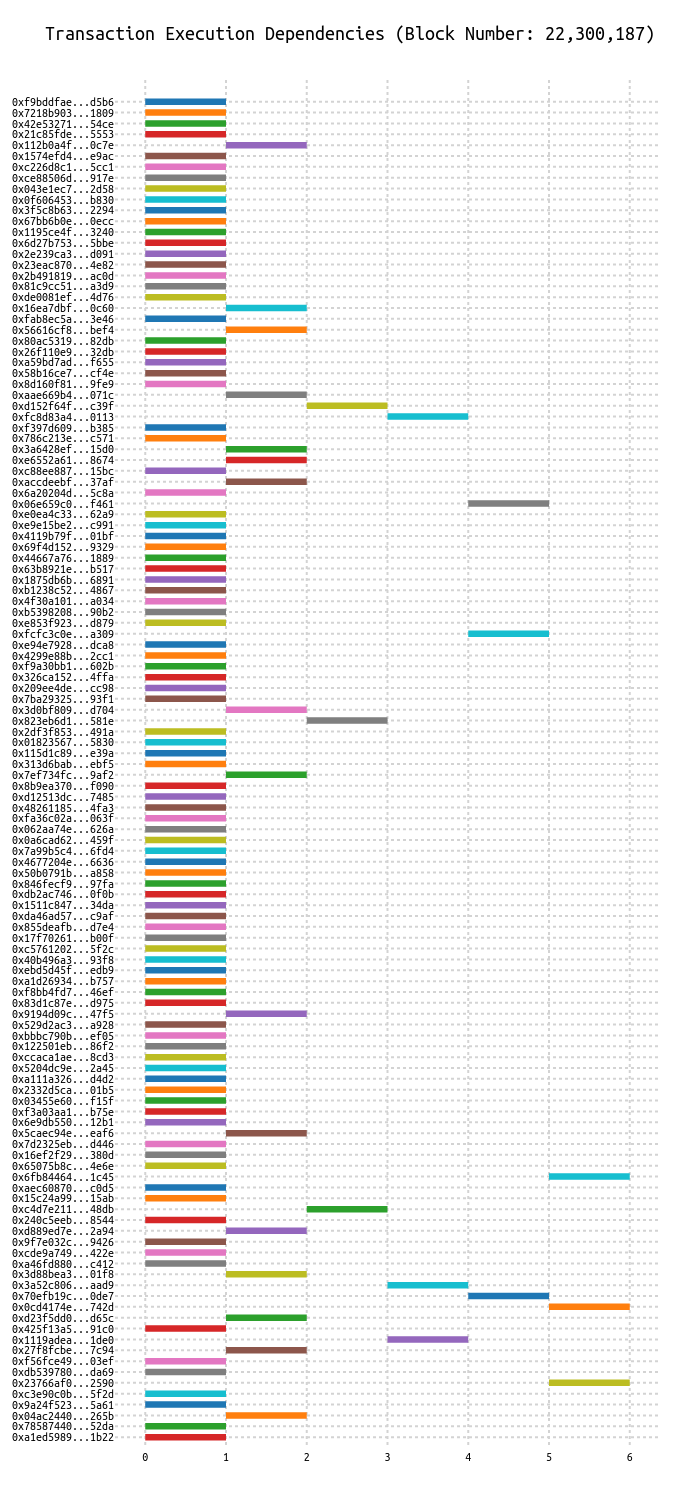 Transaction Execution Dependencies (Block Number: 22,300,187)
0xf9bddfae...d5b6
0x7218b903...1809
0x42e53271...54ce
0x21c85fde...5553
0x112b0a4f...0c7e
0x1574efd4...e9ac
0xc226d8c1...5cc1
0xce88506d...917e
0x043e1ec7...2d58
0x0f606453...b830
0x3f5c8b63...2294
0x67bb6b0e...0ecc
0x1195ce4f...3240
0x6d27b753...5bbe
0x2e239ca3...d091
0x23eac870...4e82
0x2b491819...ac0d
0x81c9cc51...a3d9
0xde0081ef...4d76
0x16ea7dbf...0c60
0xfab8ec5a...3e46
0x56616cf8...bef4
0x80ac5319...82db
0x26f110e9...32db
0xa59bd7ad...f655
0x58b16ce7...cf4e
0x8d160f81...9fe9
0xaae669b4...071c
0xd152f64f...c39f
0xfc8d83a4...0113
0xf397d609...b385
0x786c213e...c571
0x3a6428ef...15d0
0xe6552a61...8674
0xc88ee887...15bc
0xaccdeebf...37af
0x6a20204d...5c8a
0x06e659c0...f461
0xe0ea4c33...62a9
0xe9e15be2...c991
0x4119b79f...01bf
0x69f4d152...9329
0x44667a76...1889
0x63b8921e...b517
0x1875db6b...6891
0xb1238c52...4867
0x4f30a101...a034
0xb5398208...90b2
0xe853f923...d879
0xfcfc3c0e...a309
0xe94e7928...dca8
0x4299e88b...2cc1
0xf9a30bb1...602b
0x326ca152...4ffa
0x209ee4de...cc98
0x7ba29325...93f1
0x3d0bf809...d704
0x823eb6d1...581e
0x2df3f853...491a
0x01823567...5830
0x115d1c89...e39a
0x313d6bab...ebf5
0x7ef734fc...9af2
0x8b9ea370...f090
0xd12513dc...7485
0x48261185...4fa3
0xfa36c02a...063f
0x062aa74e...626a
0x0a6cad62...459f
0x7a99b5c4...6fd4
0x4677204e...6636
0x50b0791b...a858
0x846fecf9...97fa
0xdb2ac746...0f0b
0x1511c847...34da
0xda46ad57...c9af
0x855deafb...d7e4
0x17f70261...b00f
0xc5761202...5f2c
0x40b496a3...93f8
0xebd5d45f...edb9
0xa1d26934...b757
0xf8bb4fd7...46ef
0x83d1c87e...d975
0x9194d09c...47f5
0x529d2ac3...a928
0xbbbc790b...ef05
0x122501eb...86f2
0xccaca1ae...8cd3
0x5204dc9e...2a45
0xa111a326...d4d2
0x2332d5ca...01b5
0x03455e60...f15f
0xf3a03aa1...b75e
0x6e9db550...12b1
0x5caec94e...eaf6
0x7d2325eb...d446
0x16ef2f29...380d
0x65075b8c...4e6e
0x6fb84464...1c45
0xaec60870...c0d5
0x15c24a99...15ab
0xc4d7e211...48db
0x240c5eeb...8544
0xd889ed7e...2a94
0x9f7e032c...9426
0xcde9a749...422e
0xa46fd880...c412
0x3d88bea3...01f8
0x3a52c806...aad9
0x70efb19c...0de7
0x0cd4174e...742d
0xd23f5dd0...d65c
0x425f13a5...91c0
0x1119adea...1de0
0x27f8fcbe...7c94
0xf56fce49...03ef
0xdb539780...da69
0x23766af0...2590
0xc3e90c0b...5f2d
0x9a24f523...5a61
0x04ac2440...265b
0x78587440...52da
0xa1ed5989...1b22
0 1 2 3 4 5 6